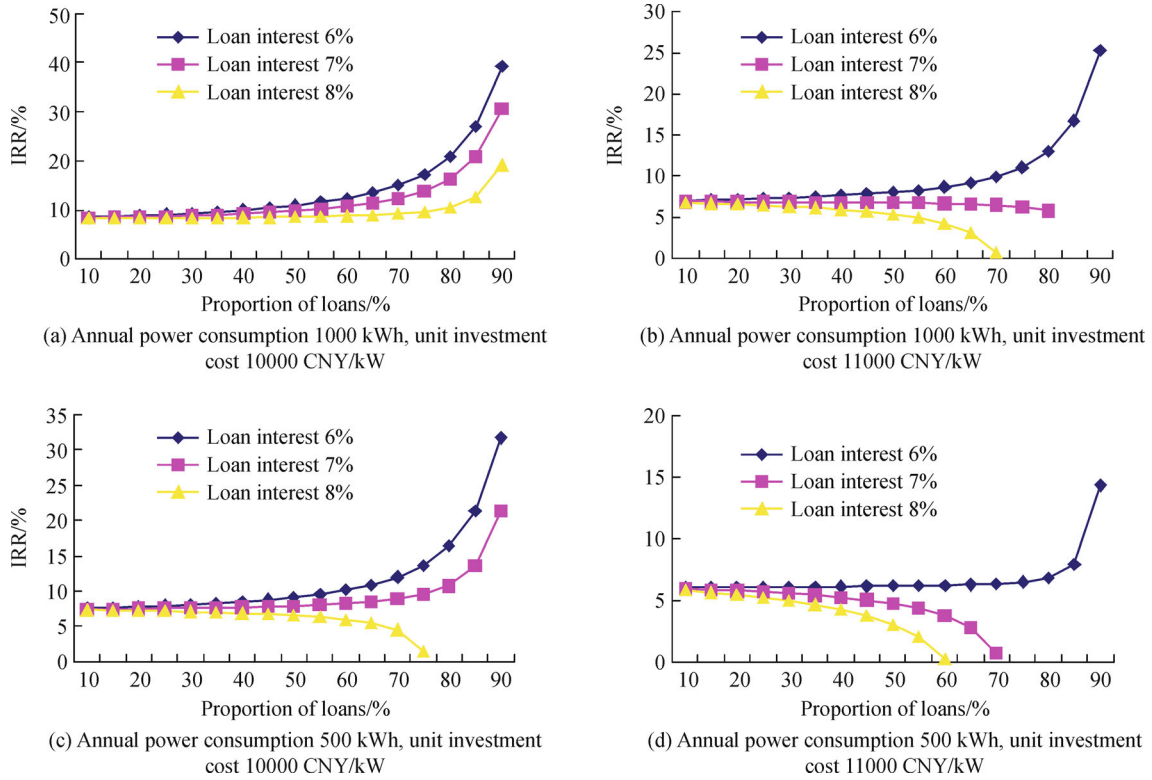 50
40
30
20
10
0
IRR/%
Loan interest 6%
Loan interest 7%
Loan interest 8%
10 20 30 40 50 60 70 80 90
Proportion of loans/%
(a) Annual power consumption 1000 kWh, unit investment
cost 10000 CNY/kW
30
25
20
15
10
5
0
IRR/%
Loan interest 6%
Loan interest 7%
Loan interest 8%
10 20 30 40 50 60 70 80 90
Proportion of loans/%
(b) Annual power consumption 1000 kWh, unit investment
cost 11000 CNY/kW
35
30
25
20
15
10
5
0
IRR/%
Loan interest 6%
Loan interest 7%
Loan interest 8%
10 20 30 40 50 60 70 80 90
Proportion of loans/%
(c) Annual power consumption 500 kWh, unit investment
cost 10000 CNY/kW
20
15
10
5
0
IRR/%
Loan interest 6%
Loan interest 7%
Loan interest 8%
10 20 30 40 50 60 70 80 90
Proportion of loans/%
(d) Annual power consumption 500 kWh, unit investment
cost 11000 CNY/kW